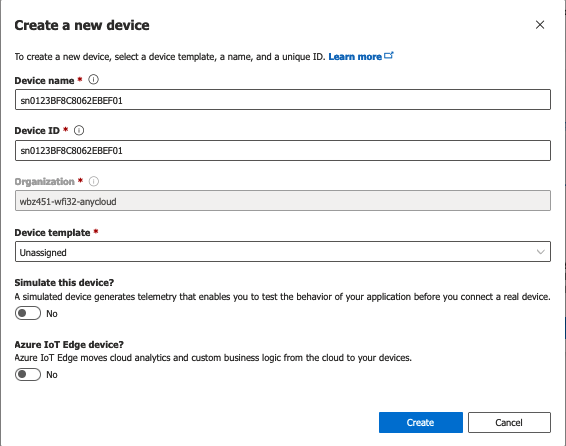 Create a new device
To create a new device, select a device template, a name, and a unique ID. Learn more
Device name *
sn0123BF8C8062EBEF01
Device ID *
sn0123BF8C8062EBEF01
Organization *
wbz451-wfi32-anycloud
Device template *
Unassigned
Simulate this device?
A simulated device generates telemetry that enables you to test the behavior of your application before you connect a real device.
No
Azure IoT Edge device?
Azure IoT Edge moves cloud analytics and custom business logic from the cloud to your devices.
No
Create Cancel